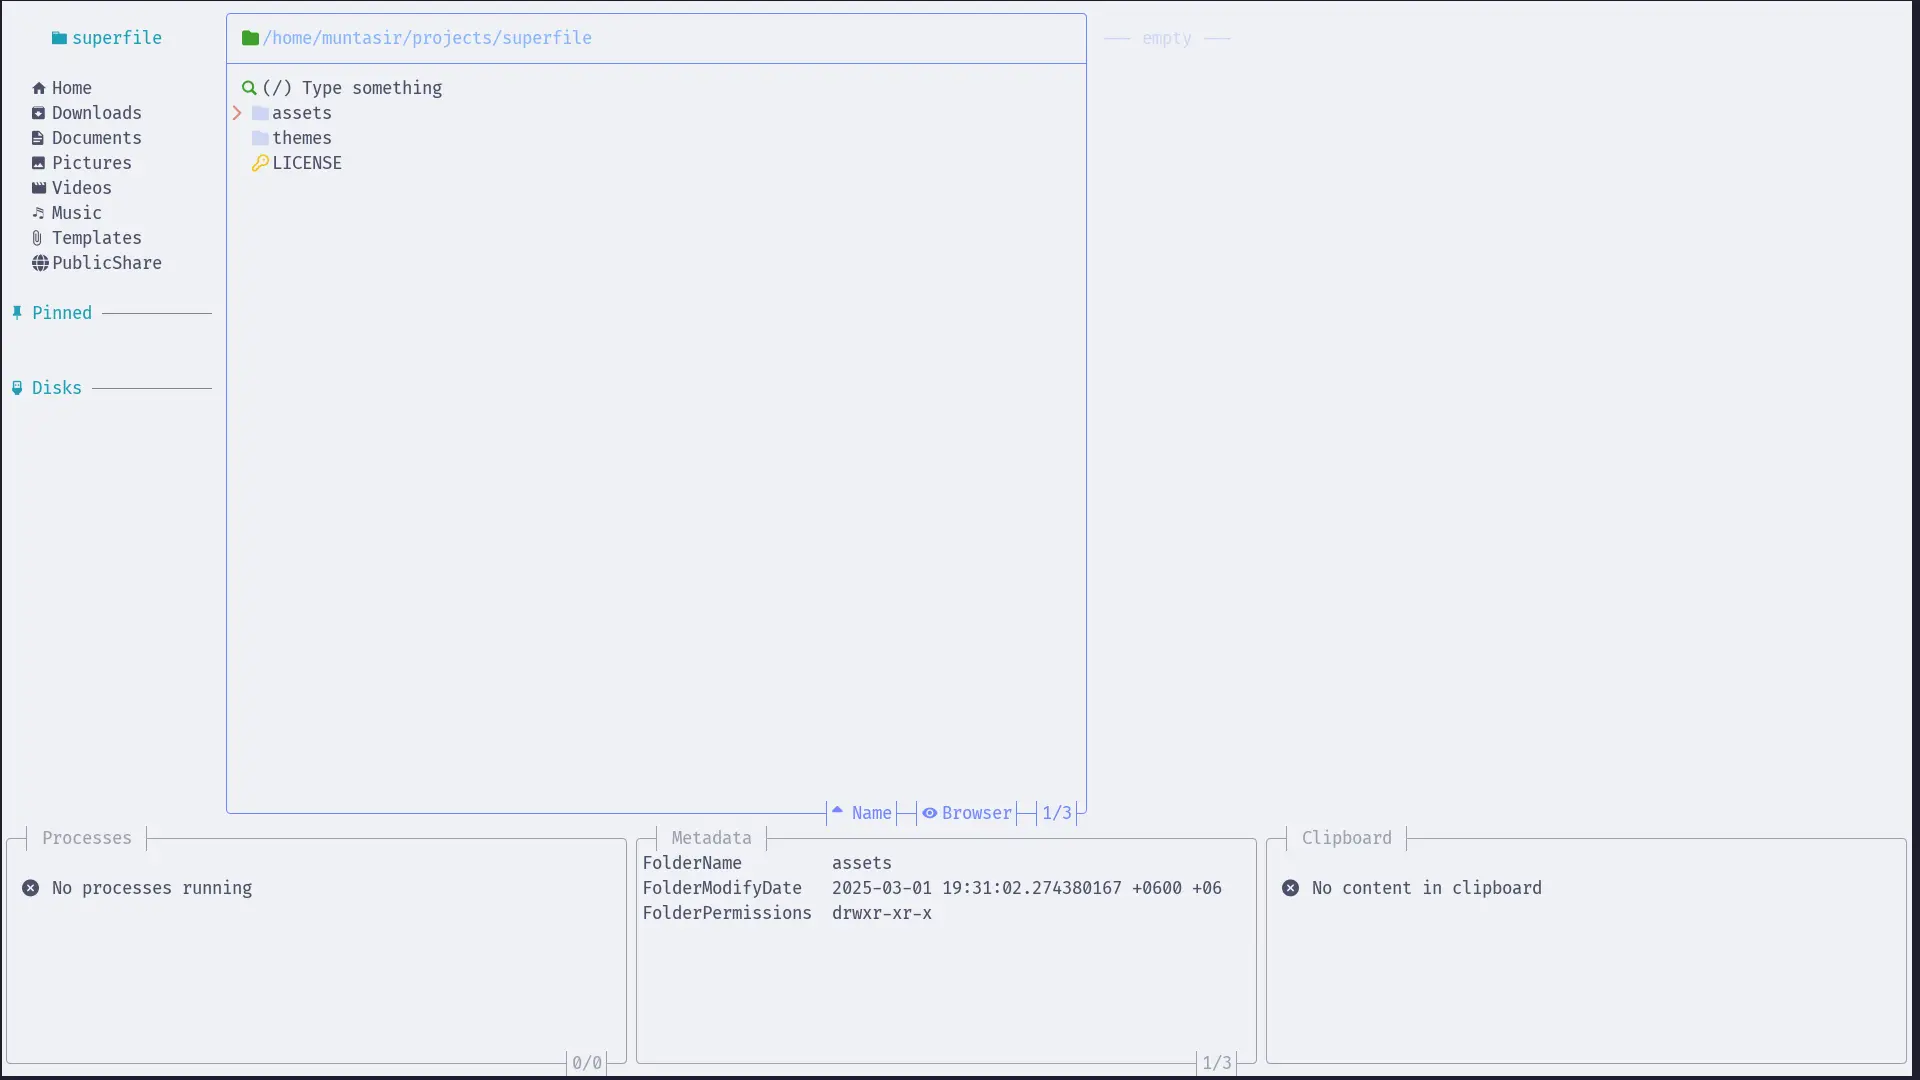 superfile
Home
Downloads
Documents
Pictures
Videos
Music
Templates
PublicShare
Pinned
Disks
/home/muntasir/projects/superfile
(/) Type something
assets
themes
LICENSE
Name
Browser
1/3
empty
Processes
No processes running
0/0
Metadata
FolderName assets
FolderModifyDate 2025-03-01 19:31:02.274380167 +0600 +06
FolderPermissions drwxr-xr-x
1/3
Clipboard
No content in clipboard